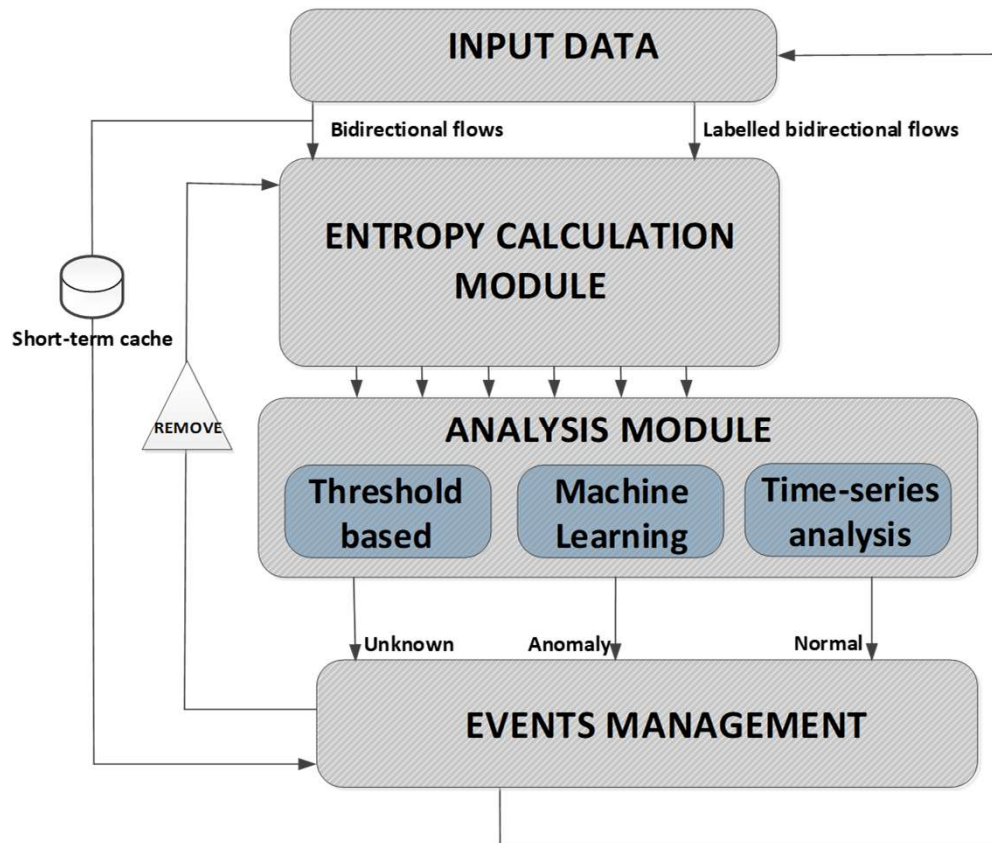 INPUT DATA
Bidirectional flows
Labelled bidirectional flows
ENTROPY CALCULATION
MODULE
Short-term cache
REMOVE
ANALYSIS MODULE
Threshold
based
Machine
Learning
Time-series
analysis
Unknown
Anomaly
Normal
EVENTS MANAGEMENT